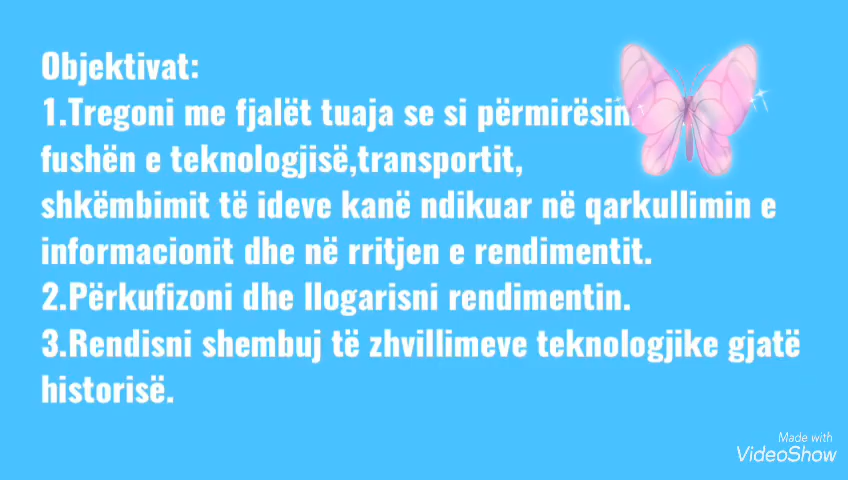 Objektivat:
1.Tregoni me fjalët tuaja se si
fushën e teknologjisë,transportit,
shkëmbimit të ideve kanë ndikuar në qarkullimin e
informacionit dhe në rritjen e rendimentit.
2.Përkufizoni dhe llogarisni rendimentin.
3.Rendisni shembuj të zhvillimeve teknologjike gjatë
historisë.
Made with
VideoShow